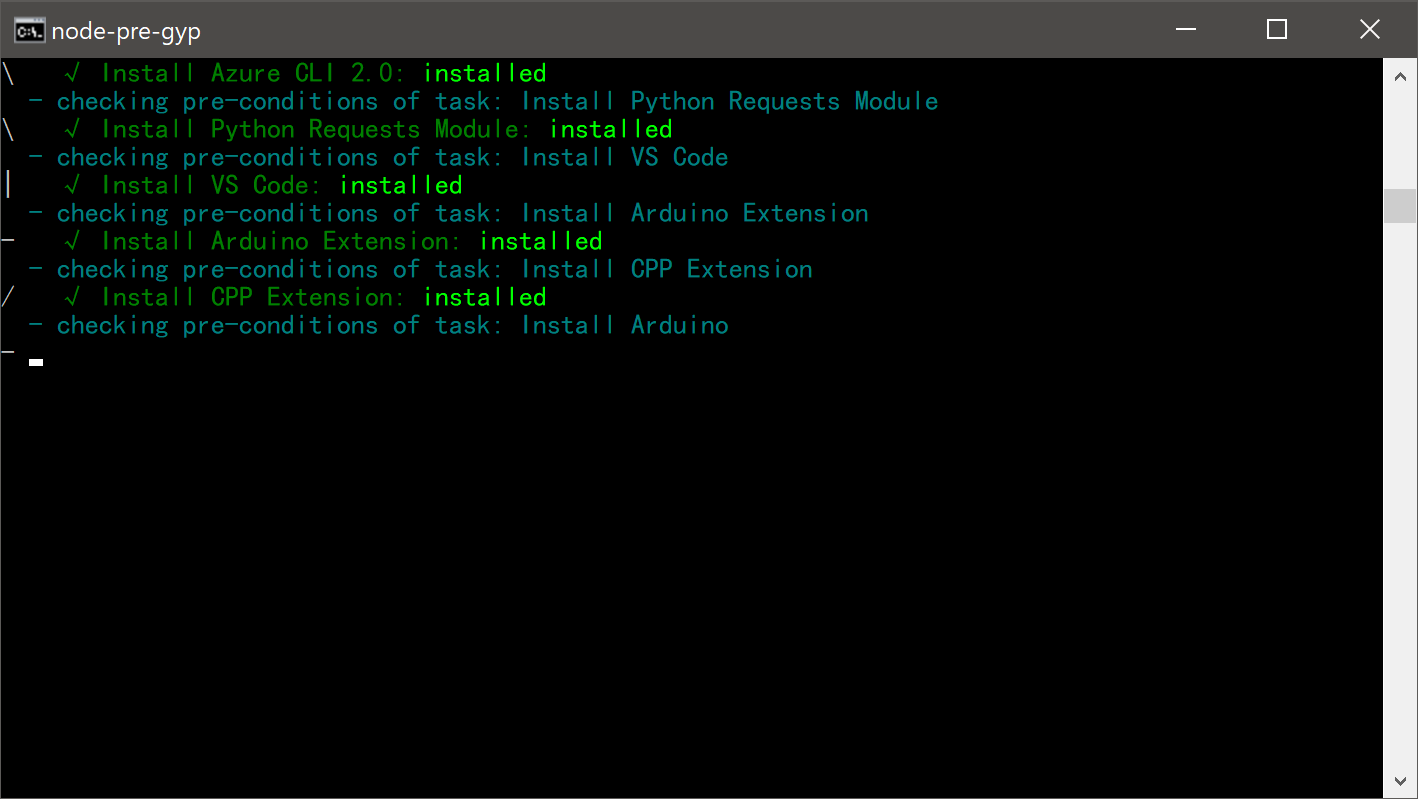 C:\.
node-pre-gyp
\ √ Install Azure CLI 2.0: installed
- checking pre-conditions of task: Install Python Requests Module
\ √ Install Python Requests Module: installed
- checking pre-conditions of task: Install VS Code
| √ Install VS Code: installed
- checking pre-conditions of task: Install Arduino Extension
- √ Install Arduino Extension: installed
- checking pre-conditions of task: Install CPP Extension
/ √ Install CPP Extension: installed
- checking pre-conditions of task: Install Arduino
-